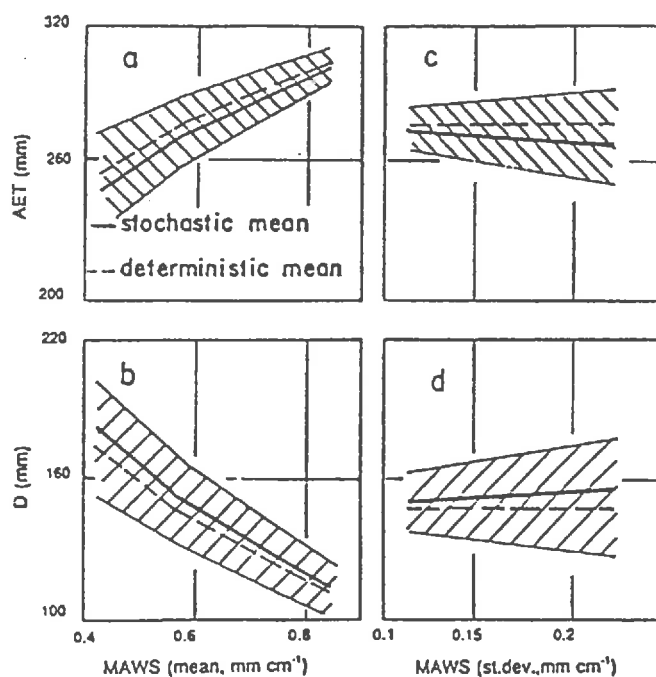 320
a
c
AET (mm)
260
stochastic mean
deterministic mean
200
220
b
d
D (mm)
160
100
0.4 0.6 0.8 0.1 0.15 0.2
MAWS (mean, mm cm⁻¹) MAWS (st.dev.,mm cm⁻¹)